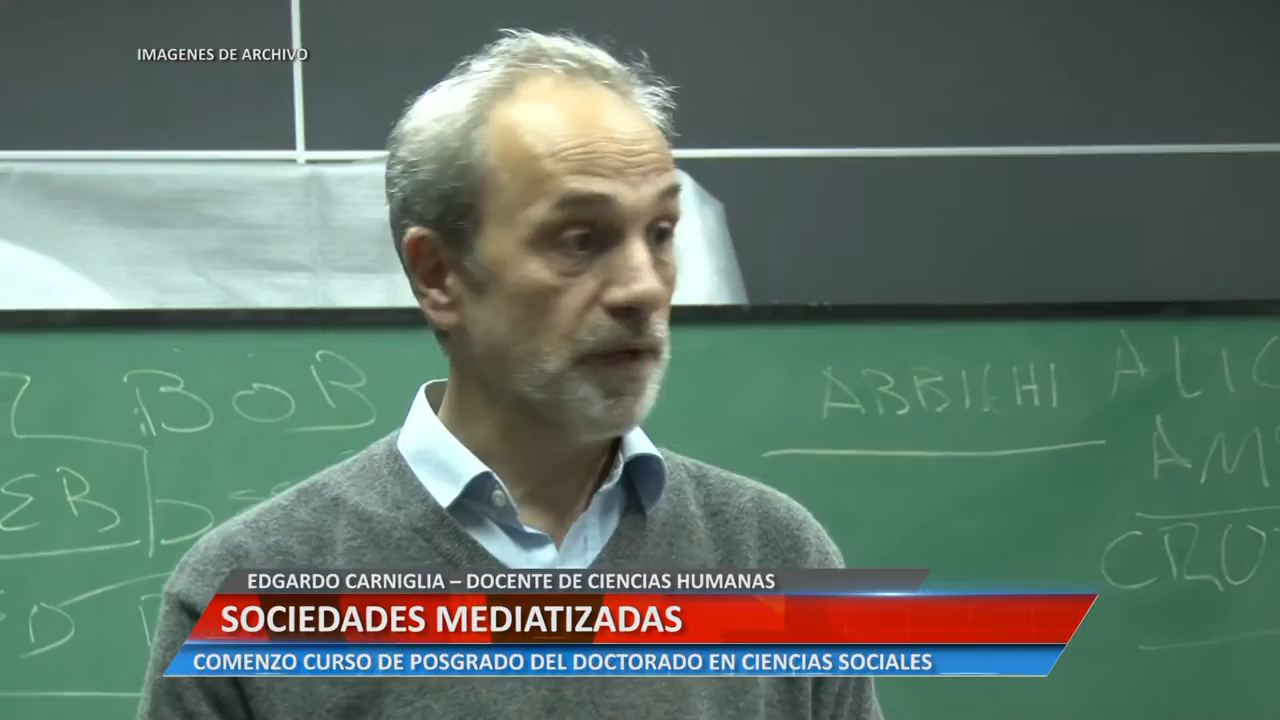 IMAGENES DE ARCHIVO
BOB
ABBIGHI
EDGARDO CARNIGLIA – DOCENTE DE CIENCIAS HUMANAS
SOCIEDADES MEDIATIZADAS
COMENZO CURSO DE POSGRADO DEL DOCTORADO EN CIENCIAS SOCIALES